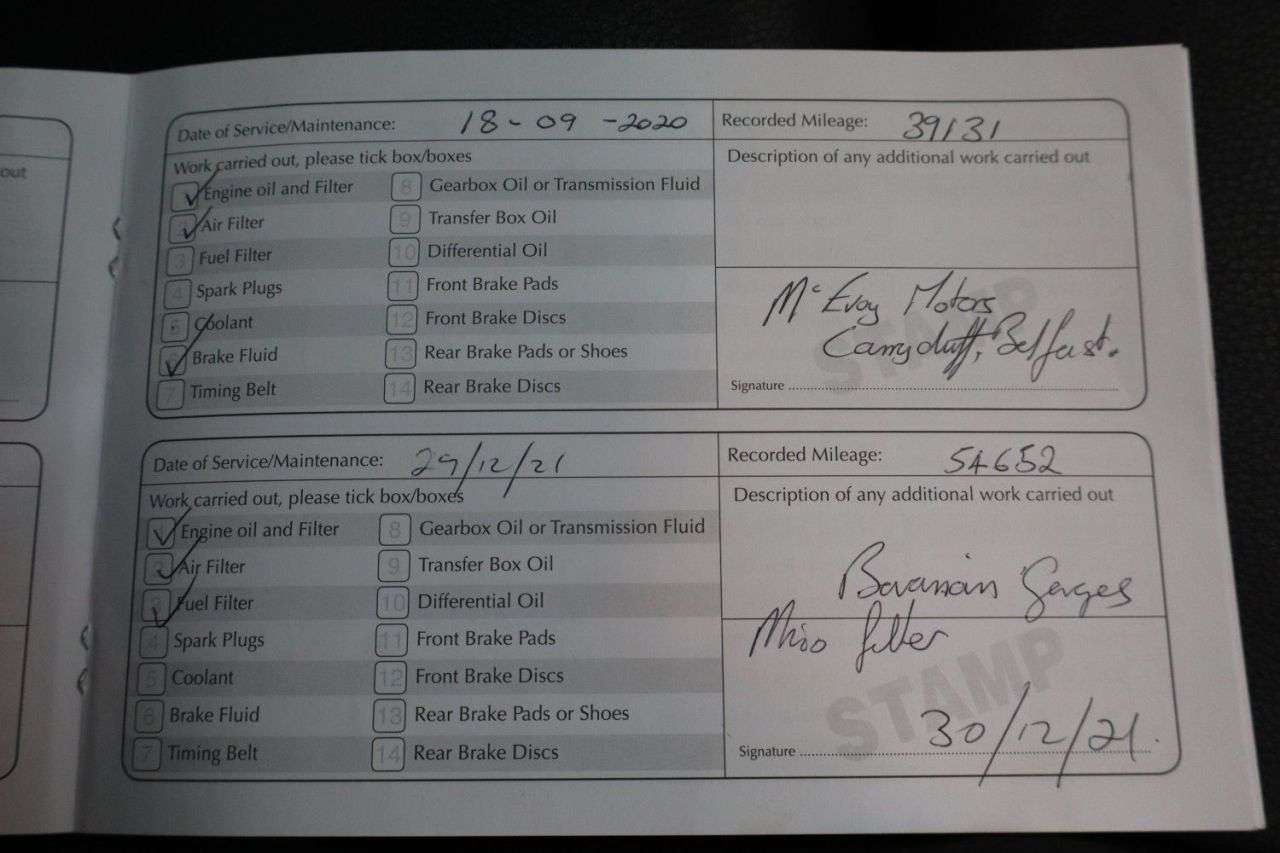 out
Date of Service/Maintenance: 18-09-2020
Recorded Mileage: 39131
Work carried out, please tick box/boxes
Description of any additional work carried out
Engine oil and Filter
8 Gearbox Oil or Transmission Fluid
Air Filter
9 Transfer Box Oil
3 Fuel Filter
10 Differential Oil
4 Spark Plugs
11 Front Brake Pads
5 Coolant
12 Front Brake Discs
6 Brake Fluid
13 Rear Brake Pads or Shoes
7 Timing Belt
14 Rear Brake Discs
STAMP
McEvoy Motors
Carryduff, Belfast.
Signature
Date of Service/Maintenance: 29/12/21
Recorded Mileage: 54652
Work carried out, please tick box/boxes
Description of any additional work carried out
1 Engine oil and Filter
8 Gearbox Oil or Transmission Fluid
2 Air Filter
9 Transfer Box Oil
3 Fuel Filter
10 Differential Oil
4 Spark Plugs
11 Front Brake Pads
5 Coolant
12 Front Brake Discs
6 Brake Fluid
13 Rear Brake Pads or Shoes
7 Timing Belt
14 Rear Brake Discs
Bavarian
filter
STAMP
Signature 30/12/21.